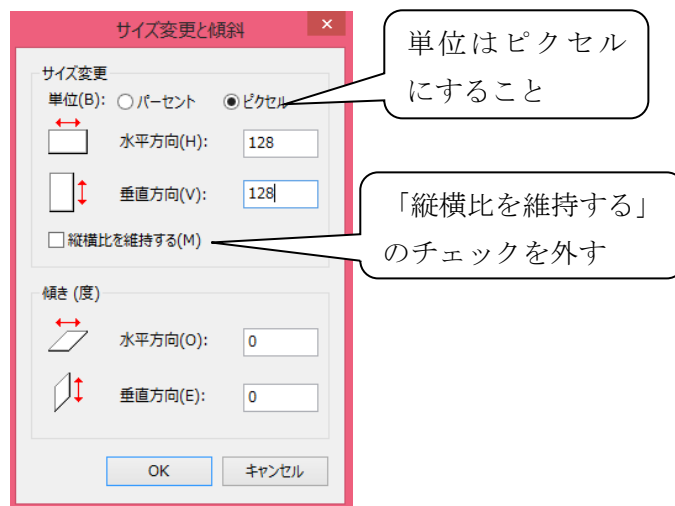 サイズ変更と傾斜
×
単位はピクセル
にすること
サイズ変更
単位(B): パーセント ピクセル
水平方向(H): 128
垂直方向(V): 128
「縦横比を維持する」
のチェックを外す
縦横比を維持する(M)
傾き (度)
水平方向(O): 0
垂直方向(E): 0
OK キャンセル